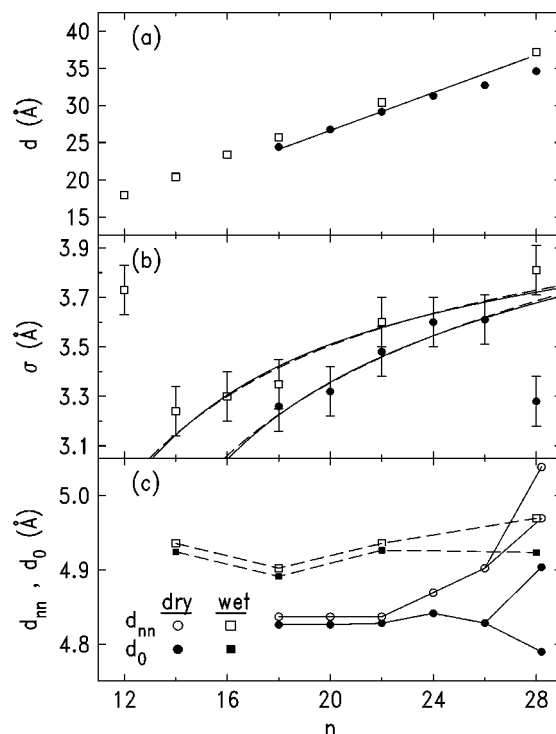 (a)
40
35
30
25
20
15
d (Å)
(b)
3.9
3.7
3.5
3.3
3.1
σ (Å)
(c)
5.0
4.9
4.8
d_nn , d_0 (Å)
dry wet
d_nn
d_0
12 16 20 24 28
n